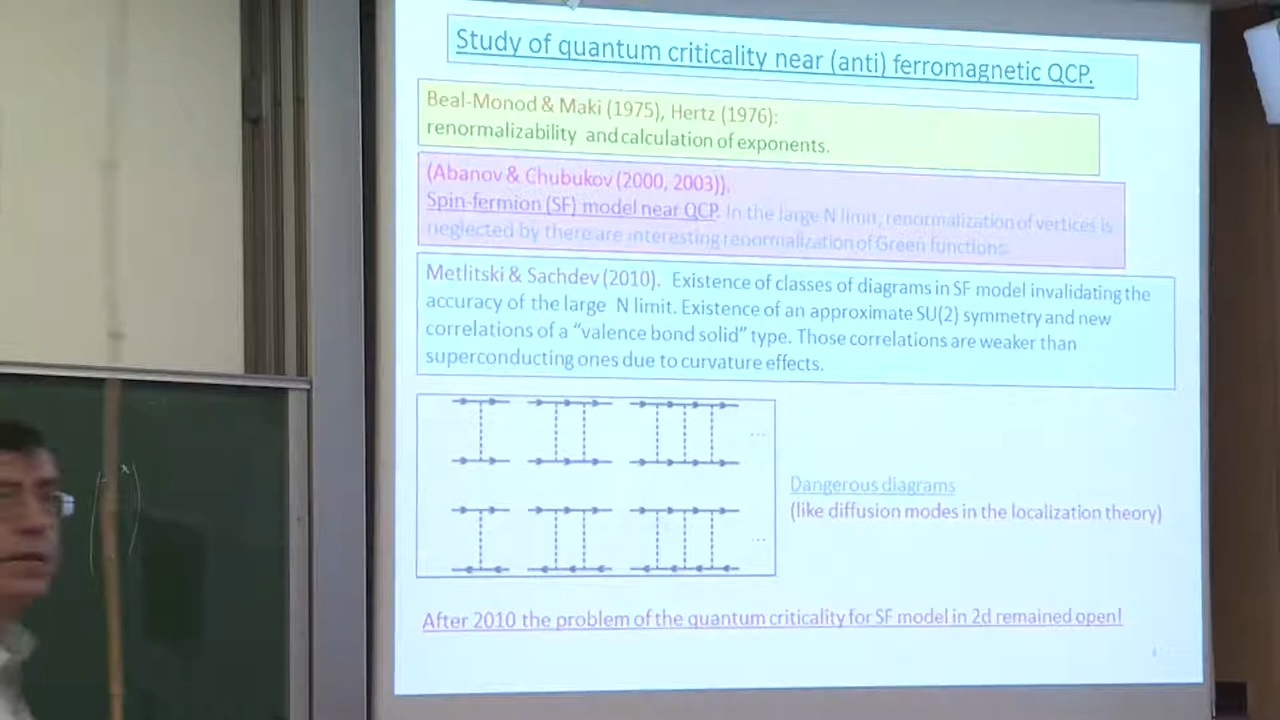 Study of quantum criticality near (anti) ferromagnetic QCP.
Beal-Monod & Maki (1975), Hertz (1976):
renormalizability and calculation of exponents.
(Abanov & Chubukov (2000, 2003)).
Spin-fermion (SF) model near QCP. In the large N limit, renormalization of vertices is
neglected by there are interesting renormalization of Green functions.
Metlitski & Sachdev (2010). Existence of classes of diagrams in SF model invalidating the
accuracy of the large N limit. Existence of an approximate SU(2) symmetry and new
correlations of a "valence bond solid" type. Those correlations are weaker than
superconducting ones due to curvature effects.
...
...
Dangerous diagrams
(like diffusion modes in the localization theory)
After 2010 the problem of the quantum criticality for SF model in 2d remained open!